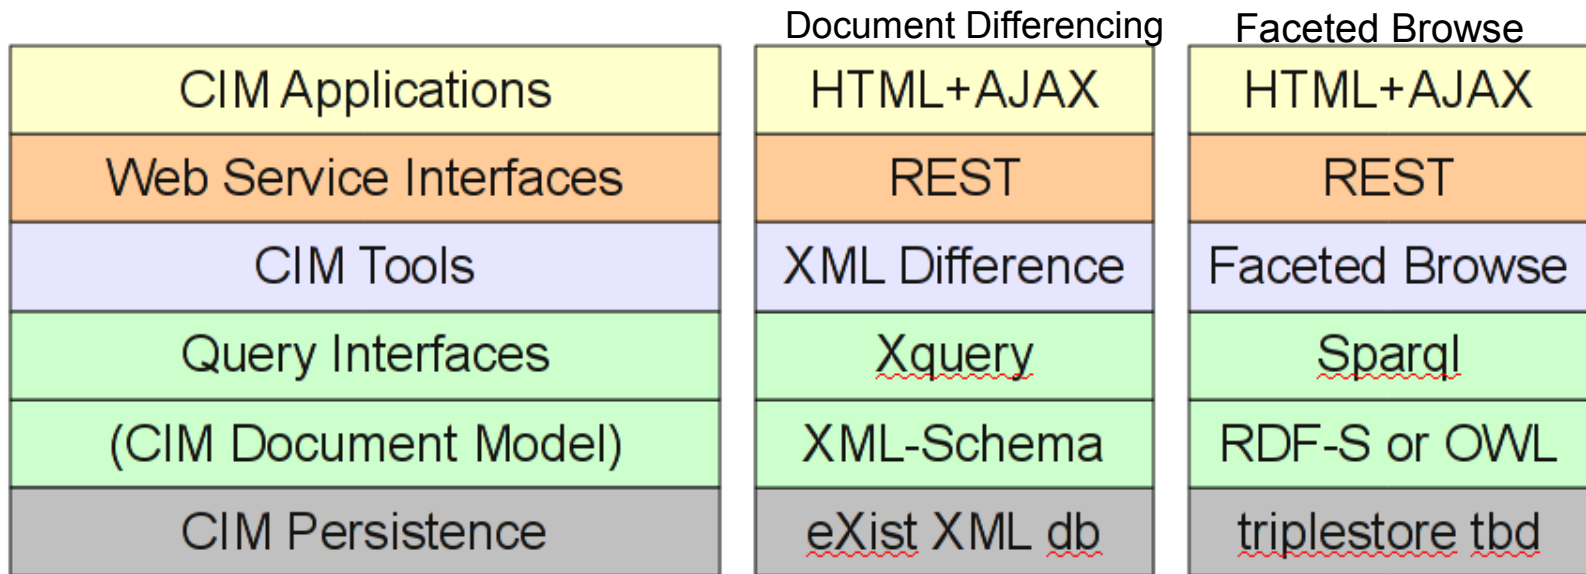 Document Differencing
Faceted Browse
CIM Applications
HTML+AJAX
HTML+AJAX
Web Service Interfaces
REST
REST
CIM Tools
XML Difference
Faceted Browse
Query Interfaces
Xquery
Sparql
(CIM Document Model)
XML-Schema
RDF-S or OWL
CIM Persistence
eXist XML db
triplestore tbd